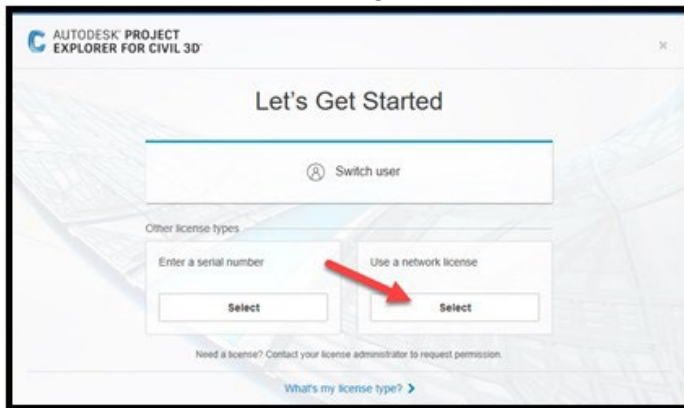 AUTODESK® PROJECT
EXPLORER FOR CIVIL 3D®
Let's Get Started
Switch user
Other license types
Enter a serial number
Use a network license
Select
Select
Need a license? Contact your license administrator to request permission.
What's my license type?